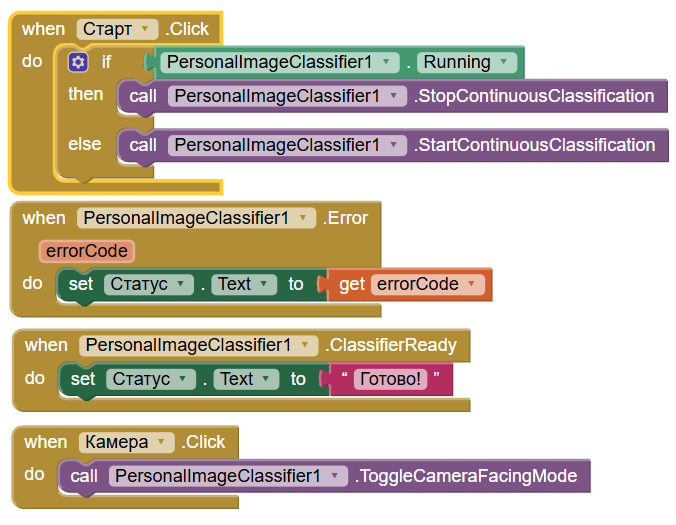 when Старт .Click
do if PersonalImageClassifier1 . Running
then call PersonalImageClassifier1 .StopContinuousClassification
else call PersonalImageClassifier1 .StartContinuousClassification
when PersonalImageClassifier1 .Error
errorCode
do set Статус . Text to get errorCode
when PersonalImageClassifier1 .ClassifierReady
do set Статус . Text to “ Готово! ”
when Камера .Click
do call PersonalImageClassifier1 .ToggleCameraFacingMode